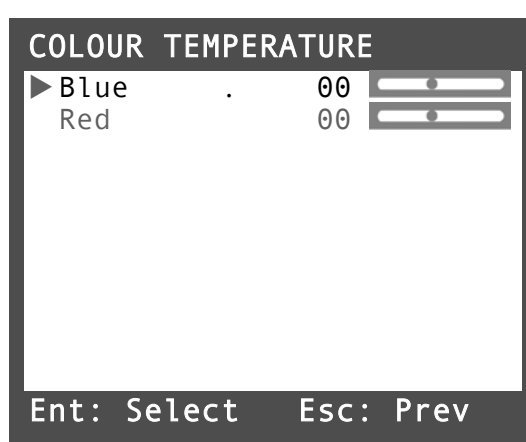 COLOUR TEMPERATURE
Blue . 00
Red 00
Ent: Select Esc: Prev